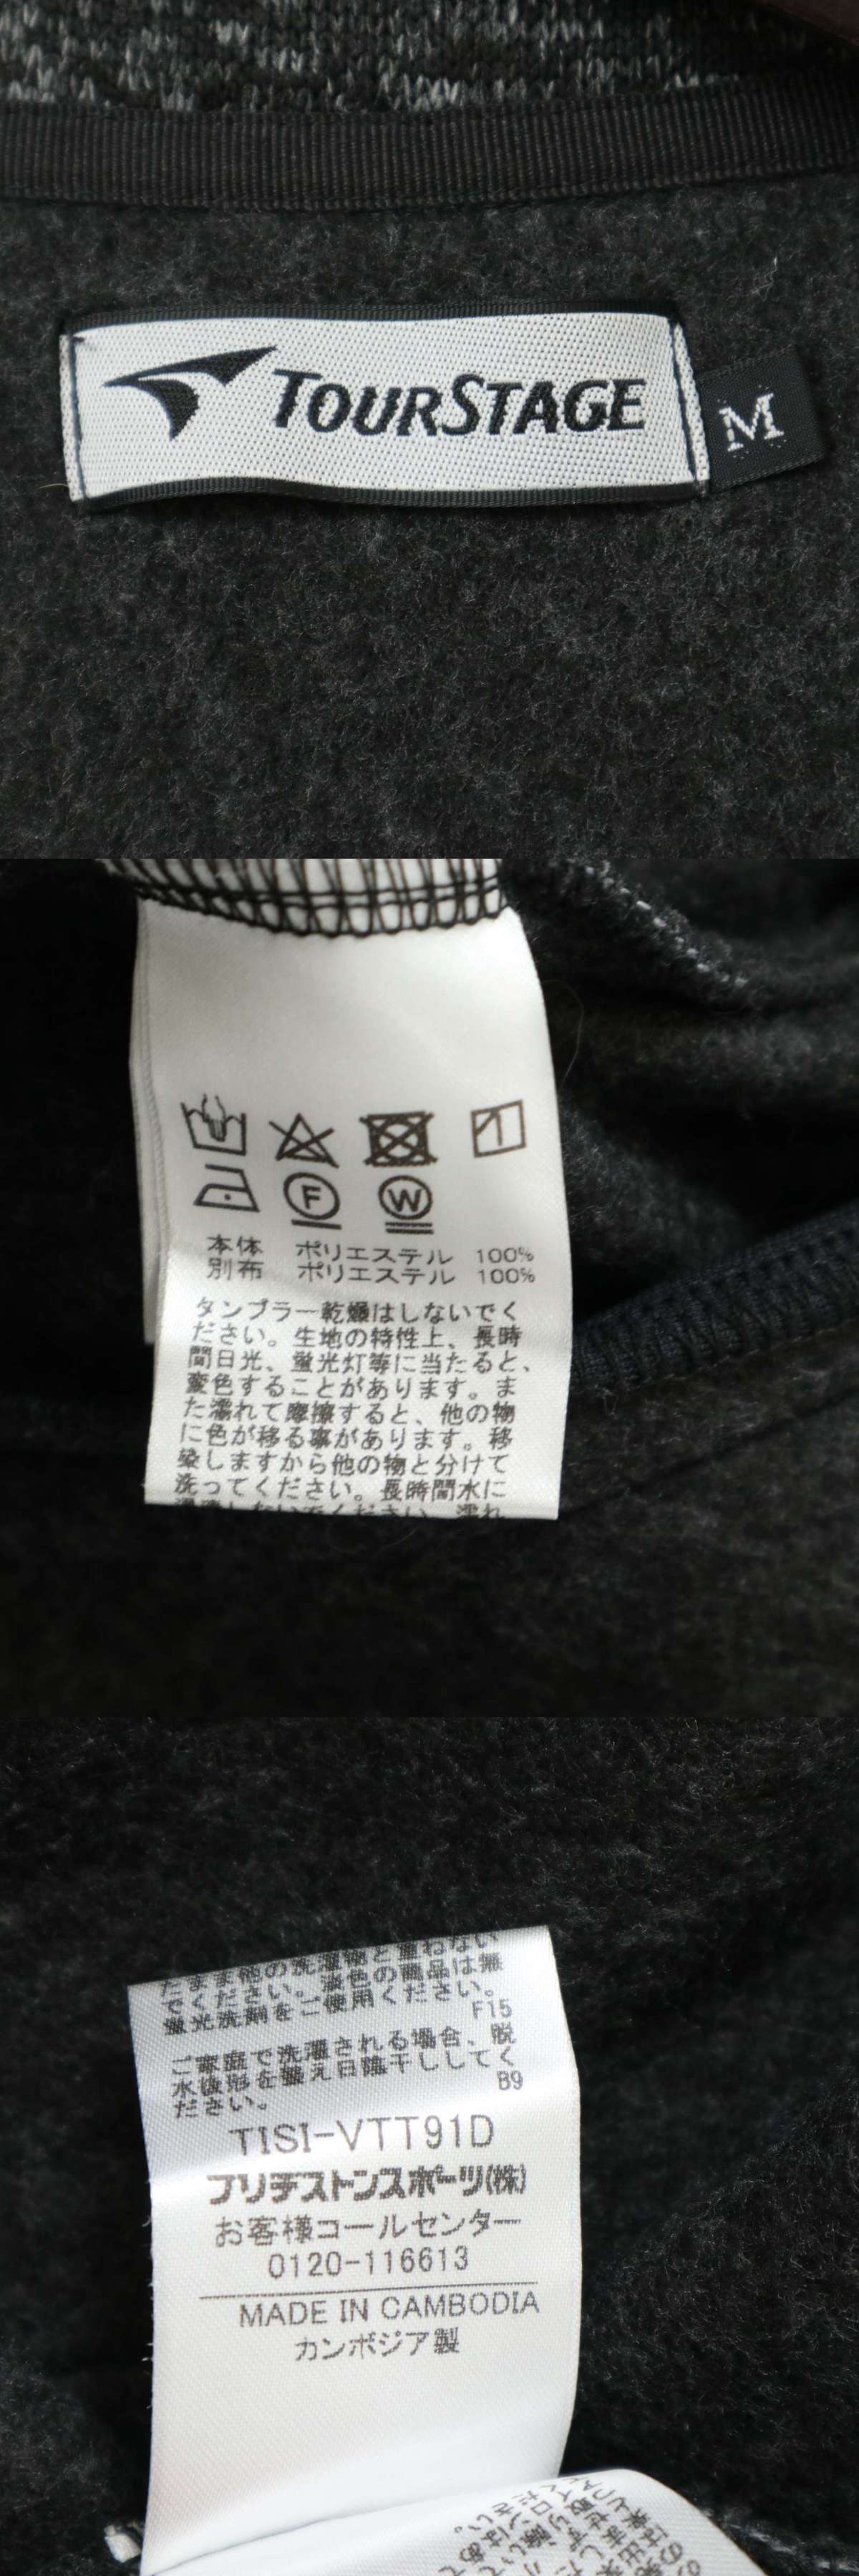 TOURSTAGE
M
F
W
本体 ポリエステル 100%
別布 ポリエステル 100%
タンブラー乾燥はしないでく
ださい。生地の特性上、長時
間日光、蛍光灯等に当たると、
変色することがあります。ま
た濡れて摩擦すると、他の物
に色が移る事があります。移
染しますから他の物と分けて
洗ってください。長時間水に
しないでください。濡れ
たまま他の洗濯物と重ねない
でください。淡色の商品は無
蛍光洗剤をご使用ください。
F15
ご家庭で洗濯される場合、脱
水後形を整え日陰干ししてく
ださい。
B9
TISI-VTT91D
ブリヂストンスポーツ(株)
お客様コールセンター
0120-116613
MADE IN CAMBODIA
カンボジア製